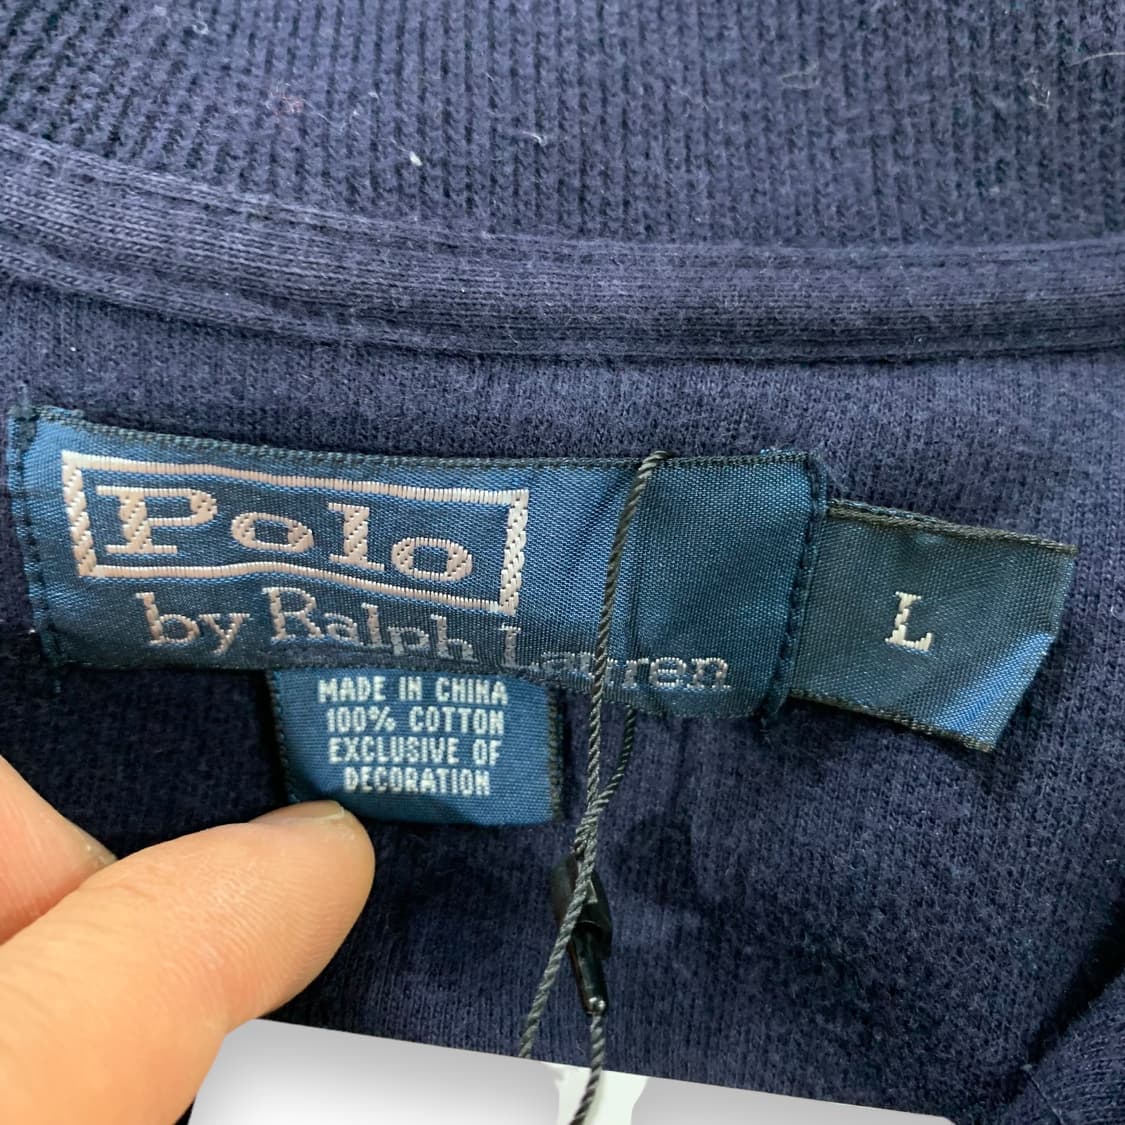 Polo
by Ralph Lauren
L
MADE IN CHINA
100% COTTON
EXCLUSIVE OF
DECORATION